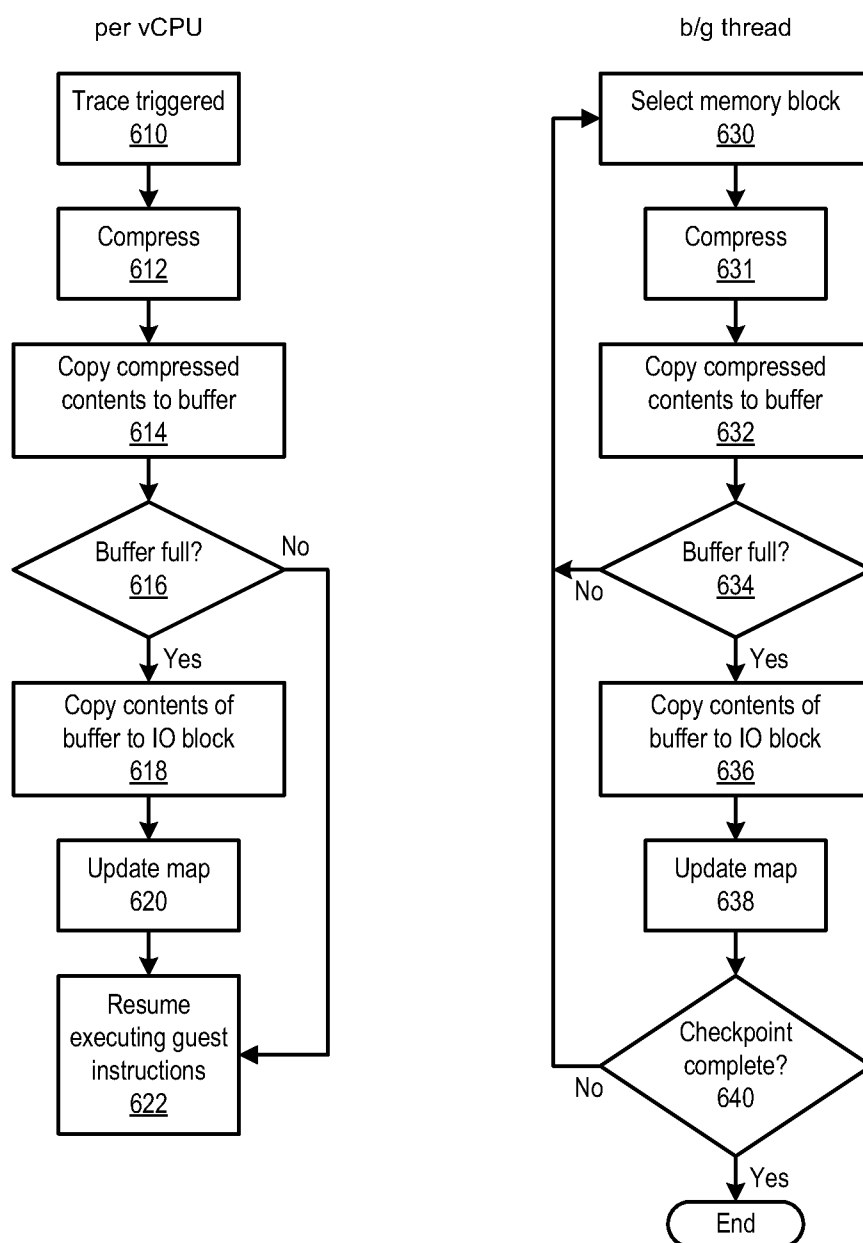 per vCPU
Trace triggered
610
Compress
612
Copy compressed
contents to buffer
614
Buffer full?
616
No
Yes
Copy contents of
buffer to IO block
618
Update map
620
Resume
executing guest
instructions
622
b/g thread
Select memory block
630
Compress
631
Copy compressed
contents to buffer
632
Buffer full?
634
No
Yes
Copy contents of
buffer to IO block
636
Update map
638
Checkpoint
complete?
640
No
Yes
End